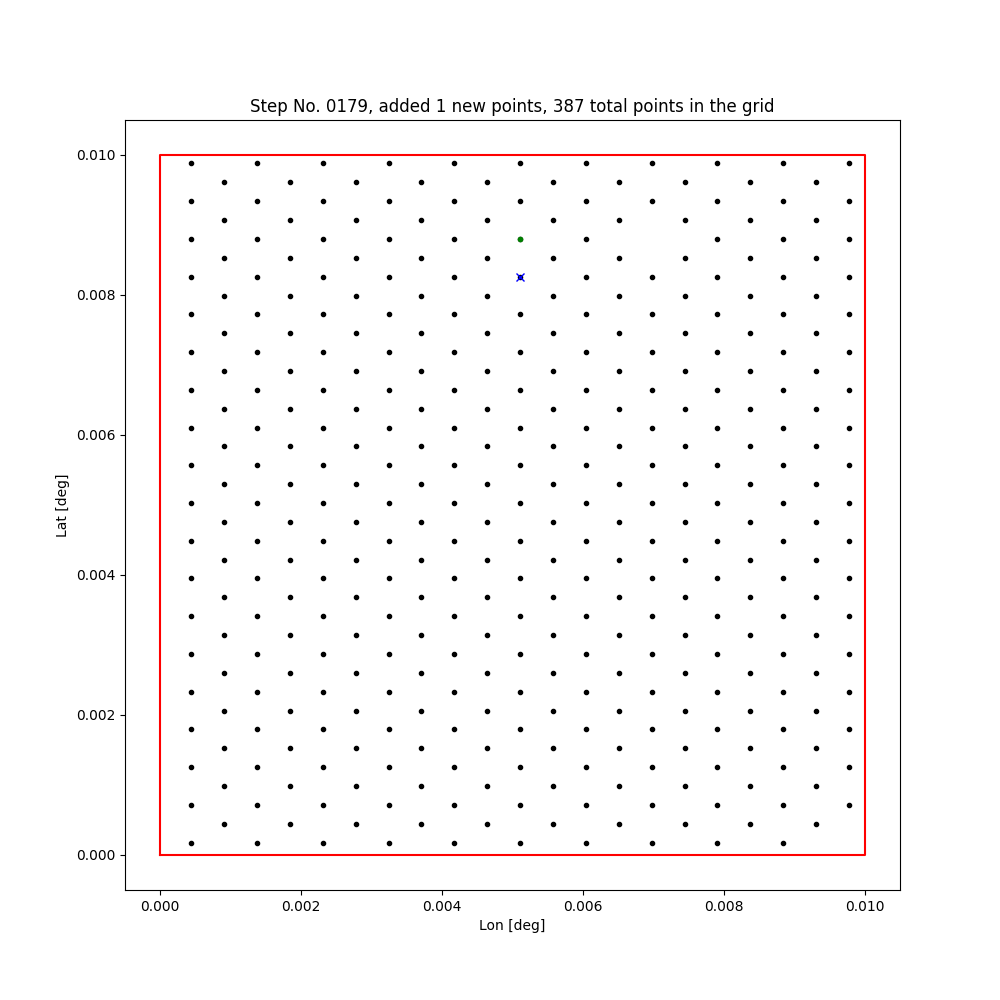 Step No. 0179, added 1 new points, 387 total points in the grid
0.010
0.008
0.006
0.004
0.002
0.000
Lat [deg]
0.000 0.002 0.004 0.006 0.008 0.010
Lon [deg]